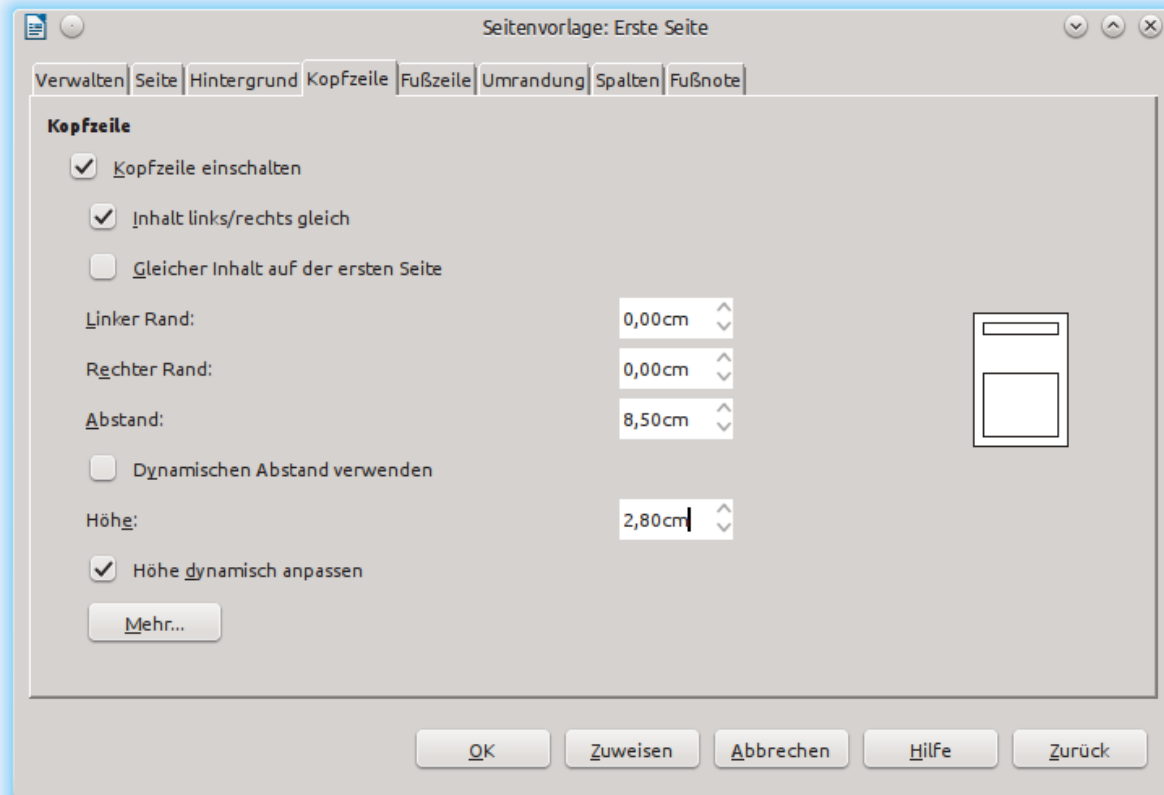 Seitenvorlage: Erste Seite
Verwalten Seite Hintergrund Kopfzeile Fußzeile Umrandung Spalten Fußnote
Kopfzeile
Kopfzeile einschalten
Inhalt links/rechts gleich
Gleicher Inhalt auf der ersten Seite
Linker Rand: 0,00cm
Rechter Rand: 0,00cm
Abstand: 8,50cm
Dynamischen Abstand verwenden
Höhe: 2,80cm
Höhe dynamisch anpassen
Mehr...
OK Zuweisen Abbrechen Hilfe Zurück